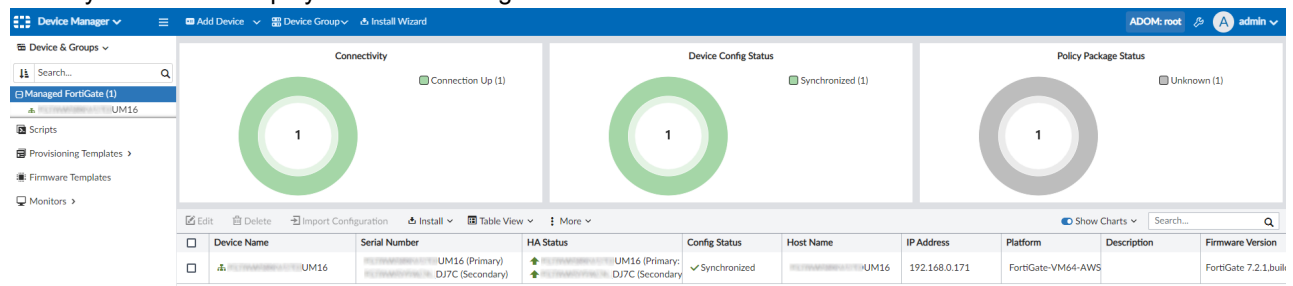 Device Manager
Add Device
Device Group
Install Wizard
ADOM: root
A
admin
Device & Groups
Search...
Managed FortiGate (1)
UM16
Scripts
Provisioning Templates
Firmware Templates
Monitors
Connectivity
Connection Up (1)
1
Device Config Status
Synchronized (1)
1
Policy Package Status
Unknown (1)
1
Edit
Delete
Import Configuration
Install
Table View
More
Show Charts
Search...
Device Name Serial Number HA Status Config Status Host Name IP Address Platform Description Firmware Version
UM16 UM16 (Primary) UM16 (Primary: Synchronized UM16 192.168.0.171 FortiGate-VM64-AWS FortiGate 7.2.1,build
DJ7C (Secondary) DJ7C (Secondary